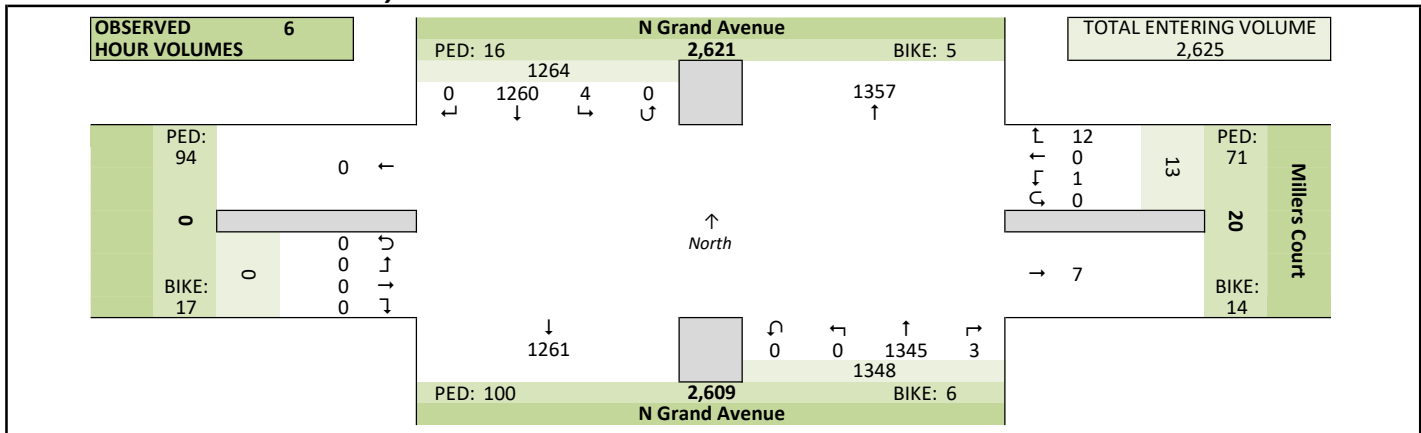 OBSERVED 6
HOUR VOLUMES
N Grand Avenue
TOTAL ENTERING VOLUME
2,625
PED: 16 2,621 BIKE: 5
1264
0 1260 4 0
1357
PED:
94
0
0
0
0
0
0
0
BIKE:
17
↑
North
12
0
1
0
13
PED:
71
20
Millers Court
7
BIKE:
14
1261
0 0 1345 3
1348
PED: 100 2,609 BIKE: 6
N Grand Avenue